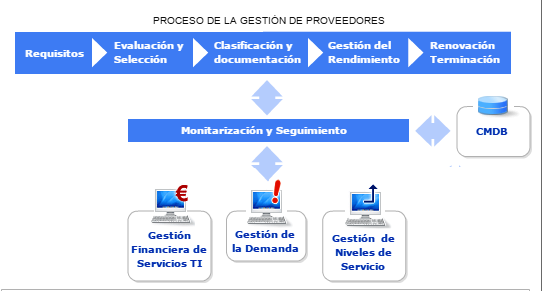 PROCESO DE LA GESTIÓN DE PROVEEDORES
Requisitos
Evaluación y
Selección
Clasificación y
documentación
Gestión del
Rendimiento
Renovación
Terminación
Monitarización y Seguimiento
CMDB
€
!
Gestión
Financiera de
Servicios TI
Gestión de
la Demanda
Gestión de
Niveles de
Servicio